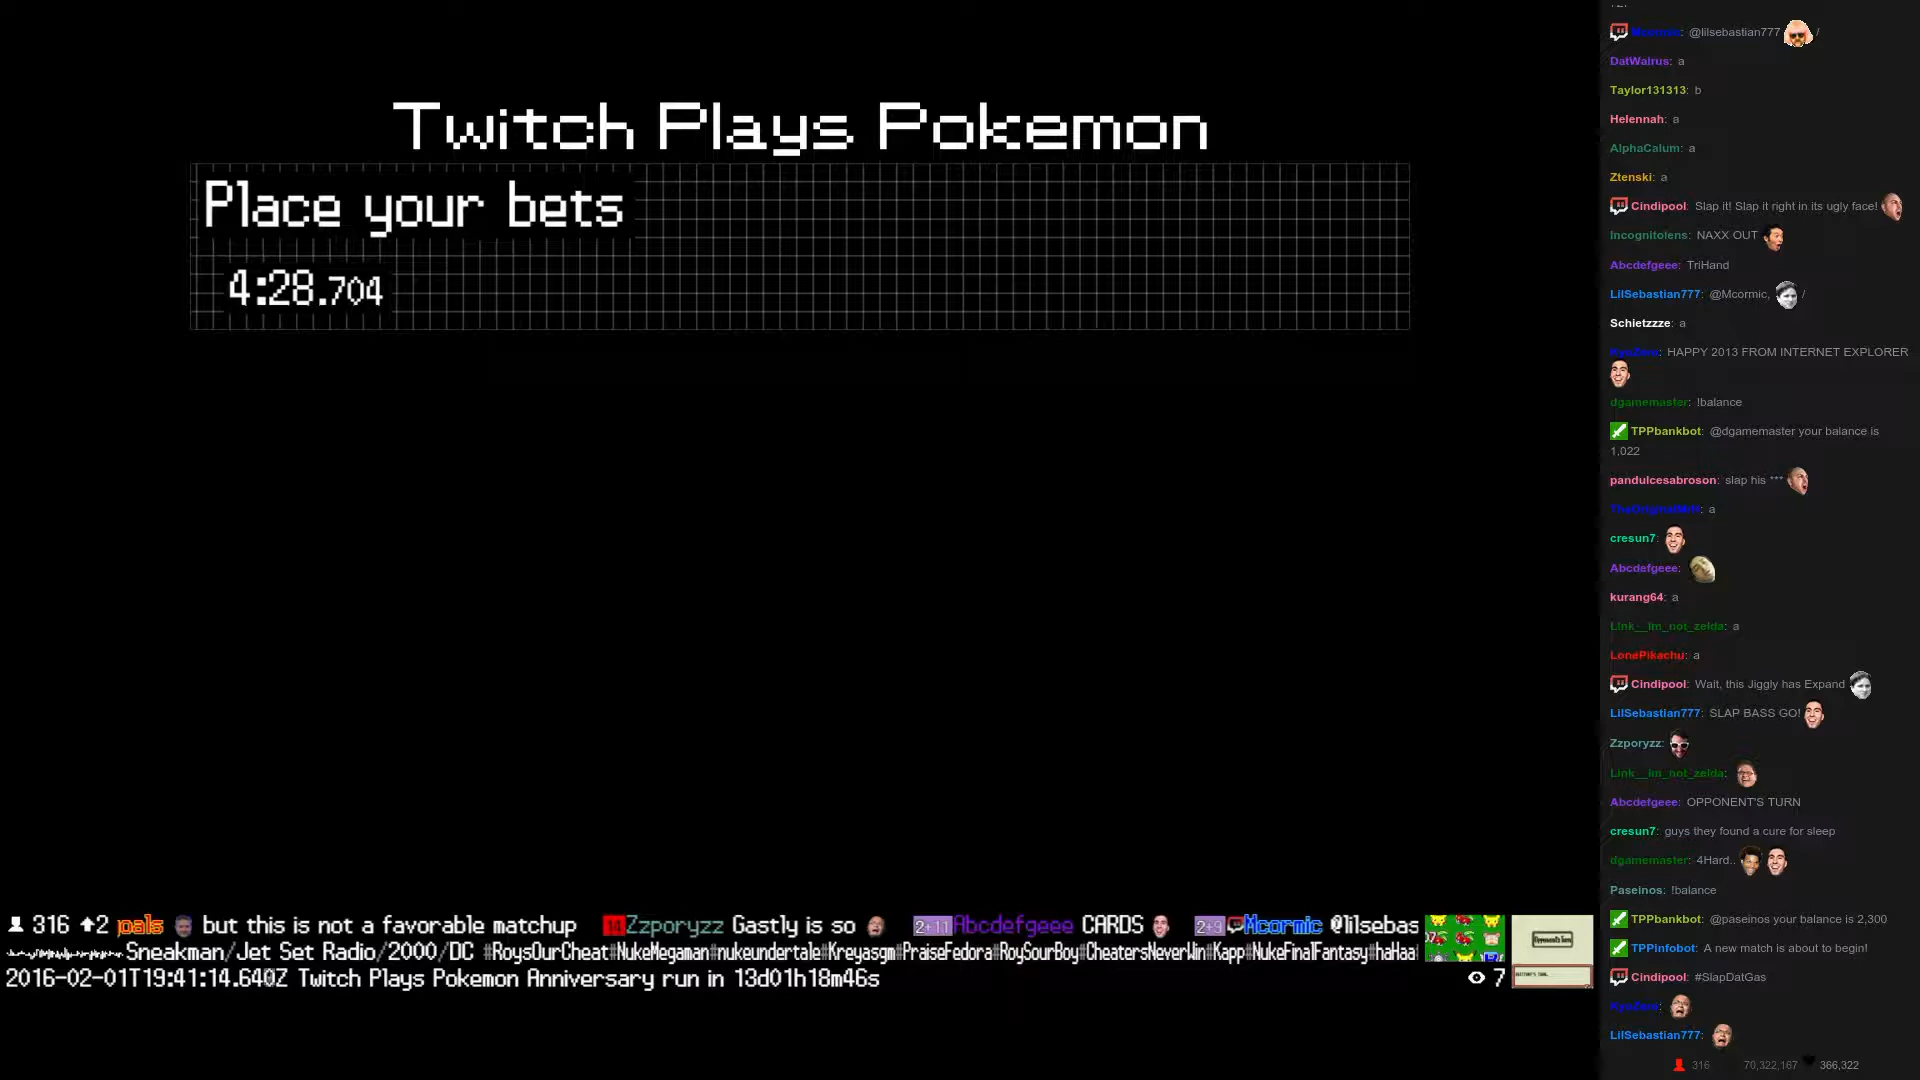 Twitch Plays Pokemon
Place your bets
4:28.704
316 2 pals but this is not a favorable matchup 14 Zzporyzz Gastly is so 2+11 Abcdefgeee CARDS 2+9 Mcormic @lilsebas
Sneakman/Jet Set Radio/2000/DC #RoysOurCheat#NukeMegaman#nukeundertale#Kreyasgm#PraiseFedora#RoySourBoy#CheatersNeverWin#Kapp#NukeFinalFantasy#haHaa
2016-02-01T19:41:14.640Z Twitch Plays Pokemon Anniversary run in 13d01h18m46s
7
Mcormic: @lilsebastian777 /
DatWalrus: a
Taylor131313: b
Helennah: a
AlphaCalum: a
Ztenski: a
Cindipool: Slap it! Slap it right in its ugly face!
Incognitolens: NAXX OUT
Abcdefgeee: TriHand
LilSebastian777: @Mcormic, /
Schietzzze: a
KyoZero: HAPPY 2013 FROM INTERNET EXPLORER
dgamemaster: !balance
TPPbankbot: @dgamemaster your balance is
1,022
pandulcesabroson: slap his ***
a
cresun7:
Abcdefgeee:
kurang64: a
Link__im_not_zelda: a
LonePikachu: a
Cindipool: Wait, this Jiggly has Expand
LilSebastian777: SLAP BASS GO!
Zzporyzz:
Link__im_not_zelda:
Abcdefgeee: OPPONENT'S TURN
cresun7: guys they found a cure for sleep
dgamemaster: 4Hard..
Paseinos: !balance
TPPbankbot: @paseinos your balance is 2,300
TPPinfobot: A new match is about to begin!
Cindipool: #SlapDatGas
KyoZero:
LilSebastian777:
316 70,322,167 366,322